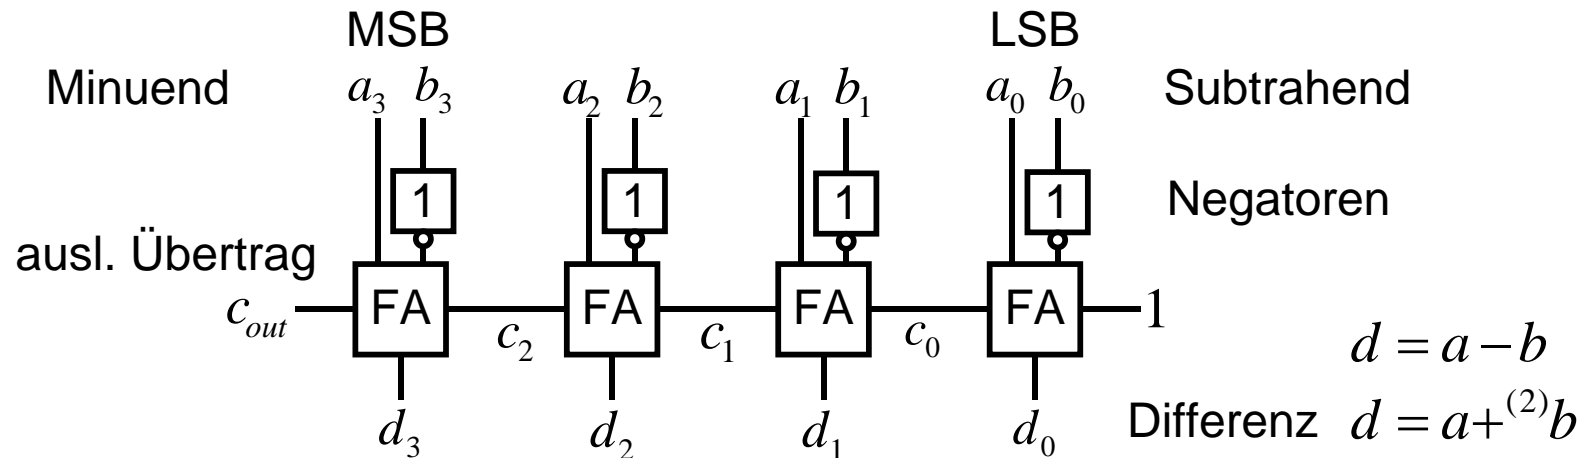 MSB LSB
Minuend a₃ b₃ a₂ b₂ a₁ b₁ a₀ b₀ Subtrahend
1 1 1 1 Negatoren
ausl. Übertrag
c_out FA c₂ FA c₁ FA c₀ FA 1
d = a − b
d₃ d₂ d₁ d₀ Differenz d = a+⁽²⁾b